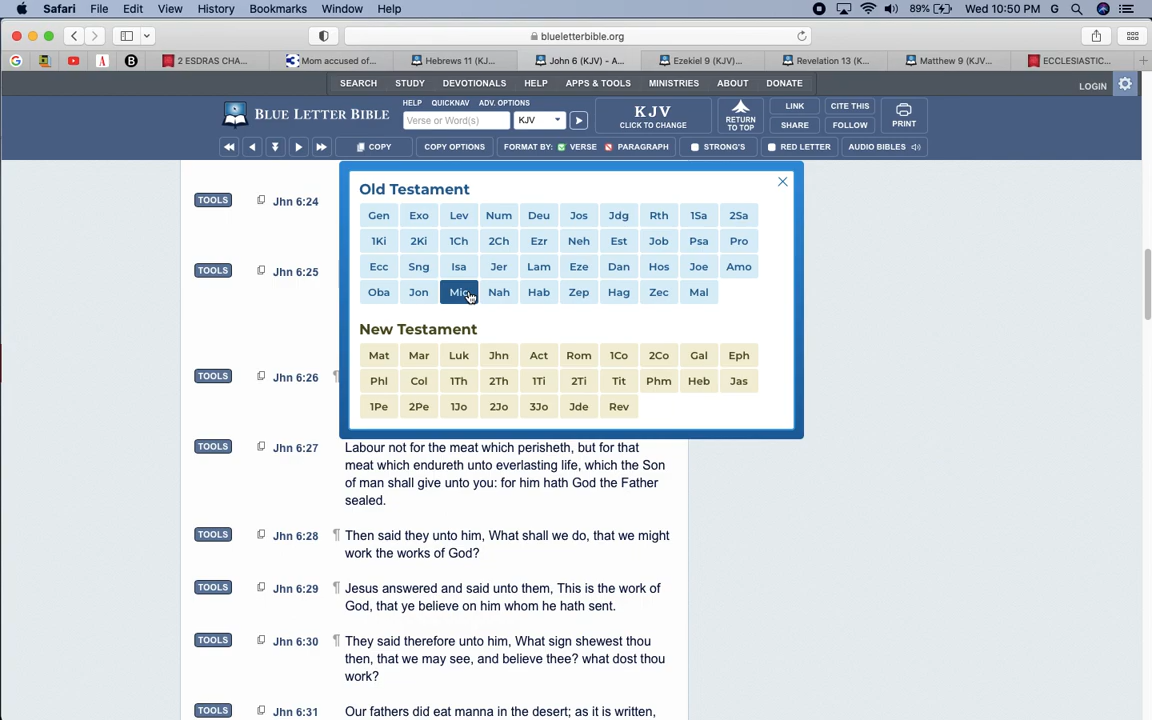 Safari File Edit View History Bookmarks Window Help 89% Wed 10:50 PM G
blueletterbible.org
2 ESDRAS CHA... Mom accused of... Hebrews 11 (KJ... John 6 (KJV) - A... Ezekiel 9 (KJV)... Revelation 13 (K... Matthew 9 (KJV... ECCLESIASTIC...
SEARCH STUDY DEVOTIONALS HELP APPS & TOOLS MINISTRIES ABOUT DONATE LOGIN
BLUE LETTER BIBLE
HELP QUICKNAV ADV. OPTIONS
Verse or Word(s) KJV
KJV
CLICK TO CHANGE
RETURN
TO TOP
LINK CITE THIS
SHARE FOLLOW
PRINT
COPY COPY OPTIONS FORMAT BY: VERSE PARAGRAPH STRONG'S RED LETTER AUDIO BIBLES
Old Testament
Gen Exo Lev Num Deu Jos Jdg Rth 1Sa 2Sa
1Ki 2Ki 1Ch 2Ch Ezr Neh Est Job Psa Pro
Ecc Sng Isa Jer Lam Eze Dan Hos Joe Amo
Oba Jon Mic Nah Hab Zep Hag Zec Mal
New Testament
Mat Mar Luk Jhn Act Rom 1Co 2Co Gal Eph
Phl Col 1Th 2Th 1Ti 2Ti Tit Phm Heb Jas
1Pe 2Pe 1Jo 2Jo 3Jo Jde Rev
TOOLS Jhn 6:24
TOOLS Jhn 6:25
TOOLS Jhn 6:26 ¶
TOOLS Jhn 6:27 Labour not for the meat which perisheth, but for that
meat which endureth unto everlasting life, which the Son
of man shall give unto you: for him hath God the Father
sealed.
TOOLS Jhn 6:28 ¶ Then said they unto him, What shall we do, that we might
work the works of God?
TOOLS Jhn 6:29 ¶ Jesus answered and said unto them, This is the work of
God, that ye believe on him whom he hath sent.
TOOLS Jhn 6:30 ¶ They said therefore unto him, What sign shewest thou
then, that we may see, and believe thee? what dost thou
work?
TOOLS Jhn 6:31 Our fathers did eat manna in the desert; as it is written,